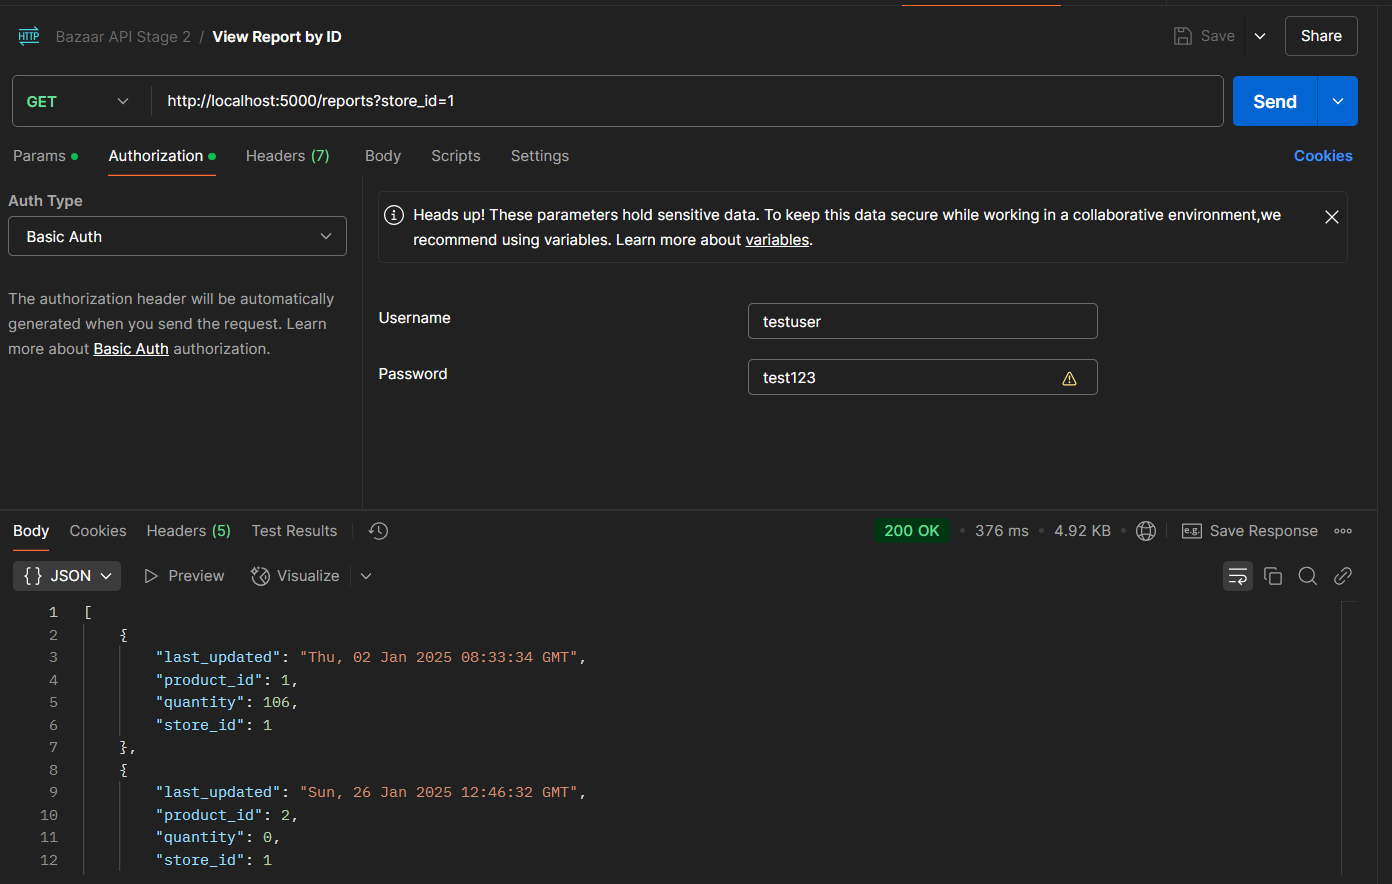 HTTP Bazaar API Stage 2 / View Report by ID Save Share
GET http://localhost:5000/reports?store_id=1 Send
Params Authorization Headers (7) Body Scripts Settings Cookies
Auth Type
Basic Auth
The authorization header will be automatically
generated when you send the request. Learn
more about Basic Auth authorization.
Heads up! These parameters hold sensitive data. To keep this data secure while working in a collaborative environment,we
recommend using variables. Learn more about variables.
Username testuser
Password test123
Body Cookies Headers (5) Test Results 200 OK 376 ms 4.92 KB e.g. Save Response
{} JSON Preview Visualize
1 [
2 {
3 "last_updated": "Thu, 02 Jan 2025 08:33:34 GMT",
4 "product_id": 1,
5 "quantity": 106,
6 "store_id": 1
7 },
8 {
9 "last_updated": "Sun, 26 Jan 2025 12:46:32 GMT",
10 "product_id": 2,
11 "quantity": 0,
12 "store_id": 1